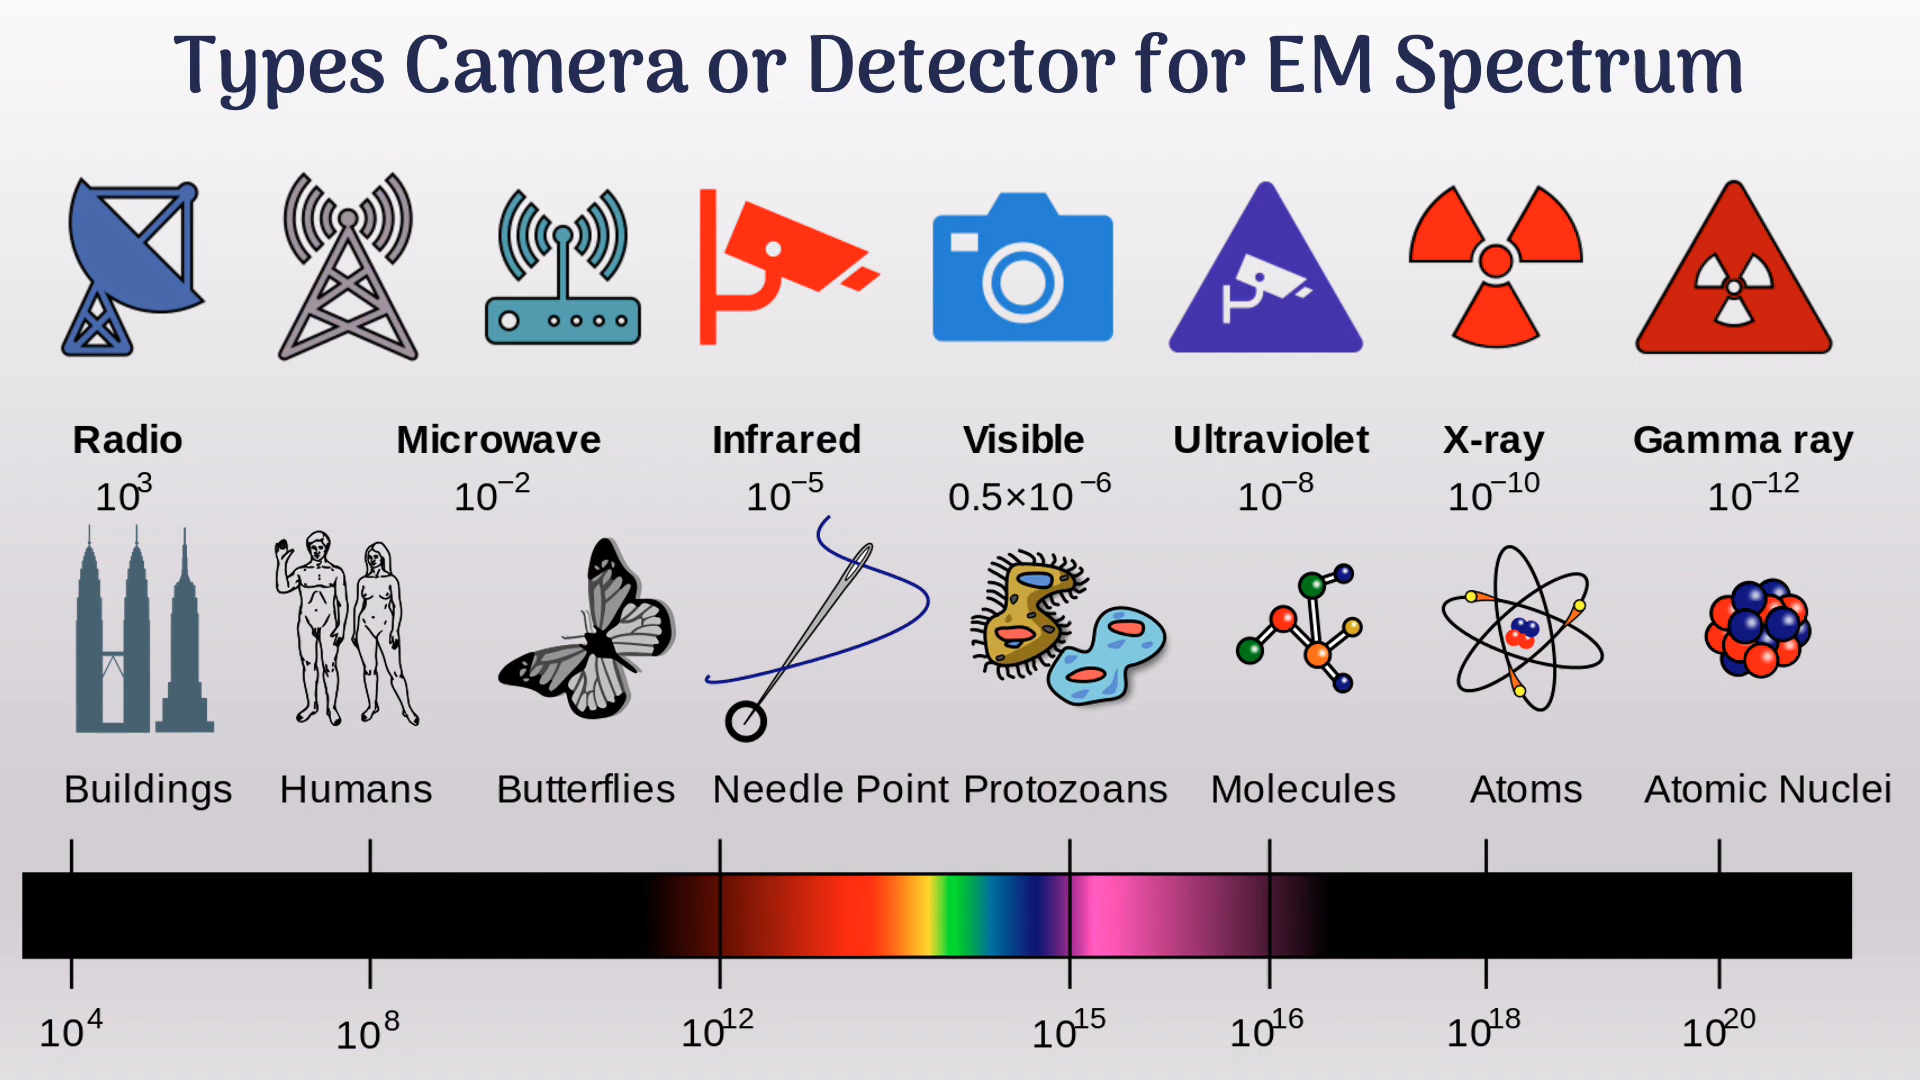 Types Camera or Detector for EM Spectrum
Radio Microwave Infrared Visible Ultraviolet X-ray Gamma ray
10³ 10⁻² 10⁻⁵ 0.5×10⁻⁶ 10⁻⁸ 10⁻¹⁰ 10⁻¹²
Buildings Humans Butterflies Needle Point Protozoans Molecules Atoms Atomic Nuclei
10⁴ 10⁸ 10¹² 10¹⁵ 10¹⁶ 10¹⁸ 10²⁰